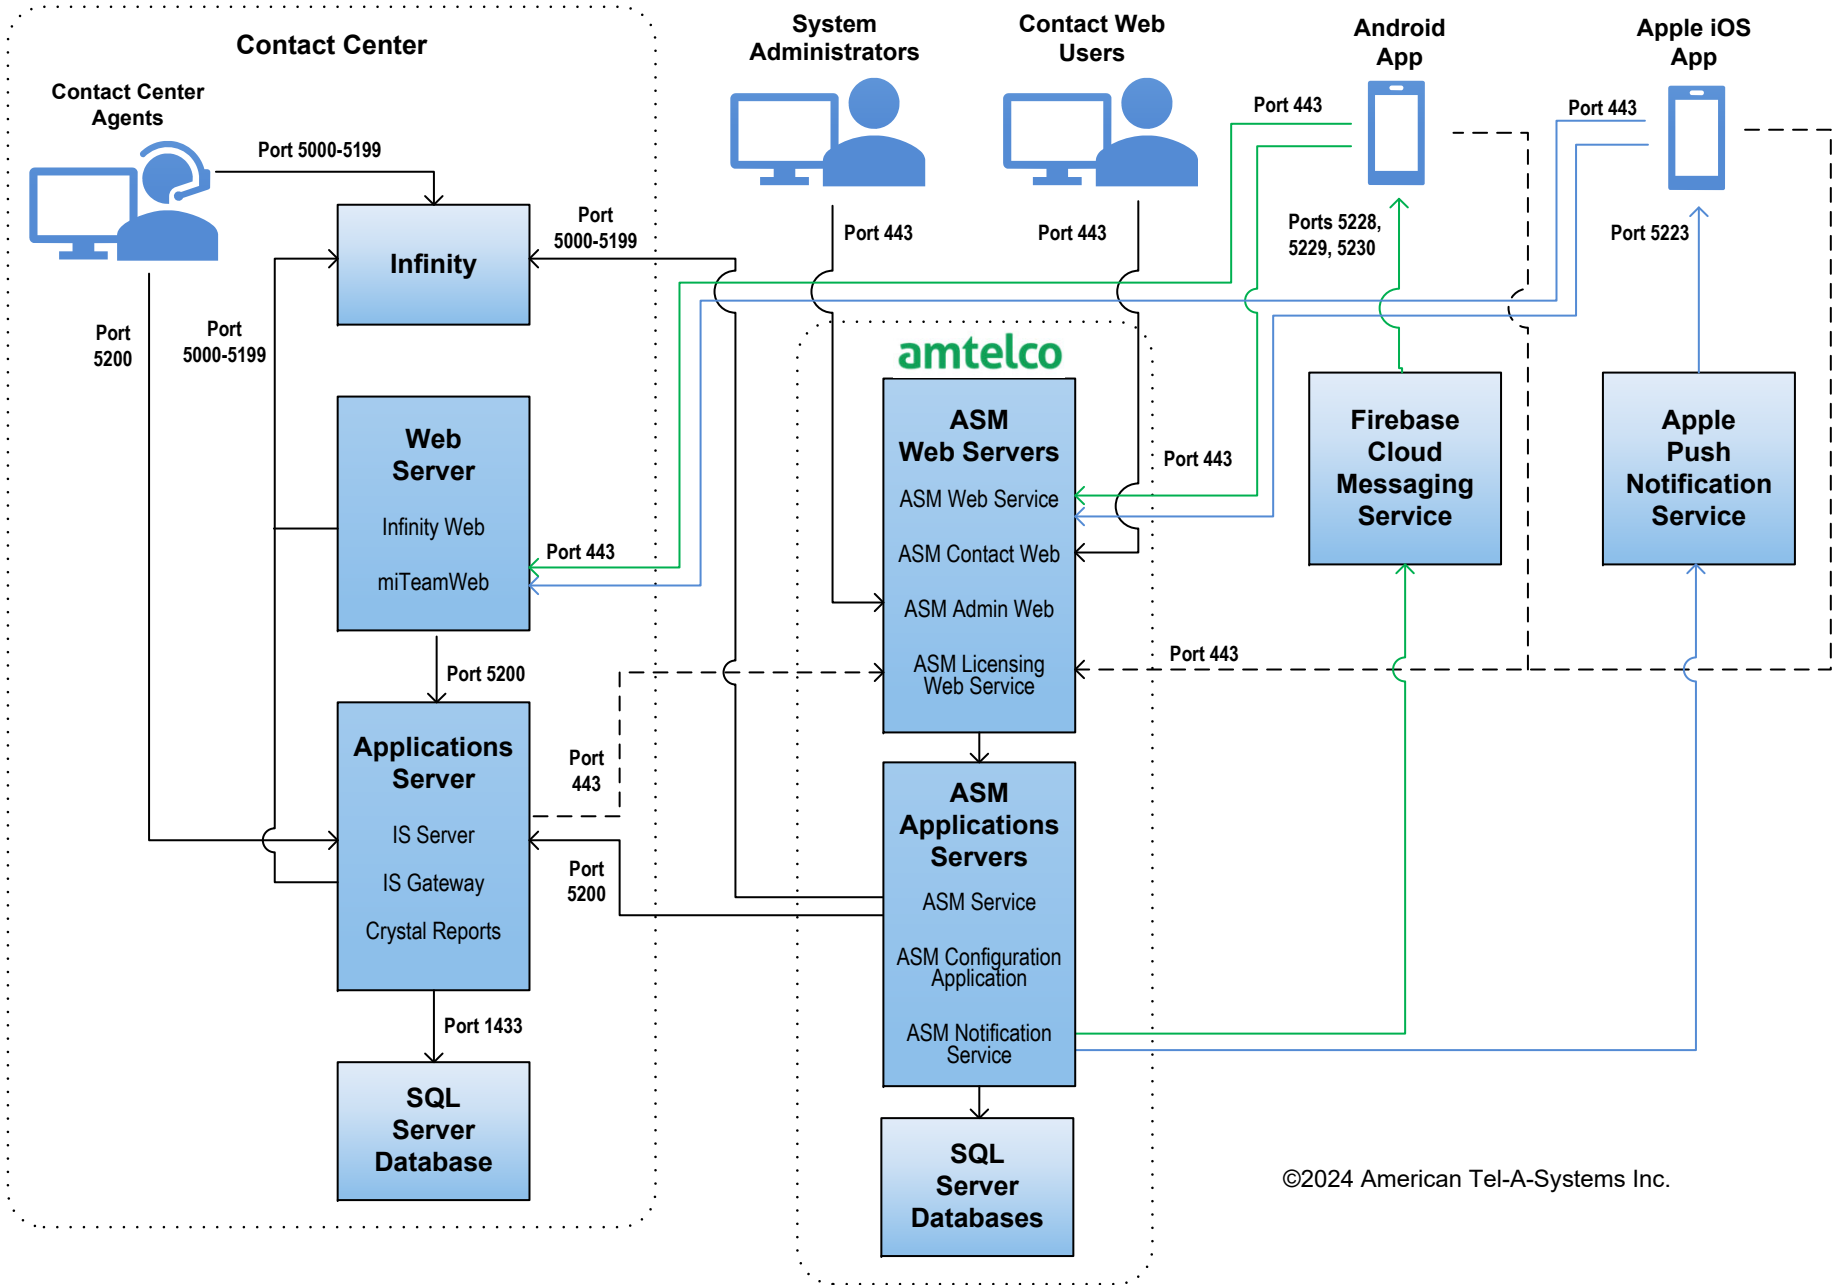 Contact Center
Contact Center
Agents
Port 5000-5199
Port
5000-5199
Infinity
Port
5200
Port
5000-5199
Web
Server
Infinity Web
miTeamWeb
Port 443
Port 5200
Applications
Server
IS Server
IS Gateway
Crystal Reports
Port
443
Port
5200
Port 1433
SQL
Server
Database
System
Administrators
Port 443
Contact Web
Users
Port 443
Android
App
Port 443
Ports 5228,
5229, 5230
Apple iOS
App
Port 443
Port 5223
amtelco
ASM
Web Servers
ASM Web Service
ASM Contact Web
ASM Admin Web
ASM Licensing
Web Service
Port 443
Port 443
ASM
Applications
Servers
ASM Service
ASM Configuration
Application
ASM Notification
Service
SQL
Server
Databases
Firebase
Cloud
Messaging
Service
Apple
Push
Notification
Service
©2024 American Tel-A-Systems Inc.